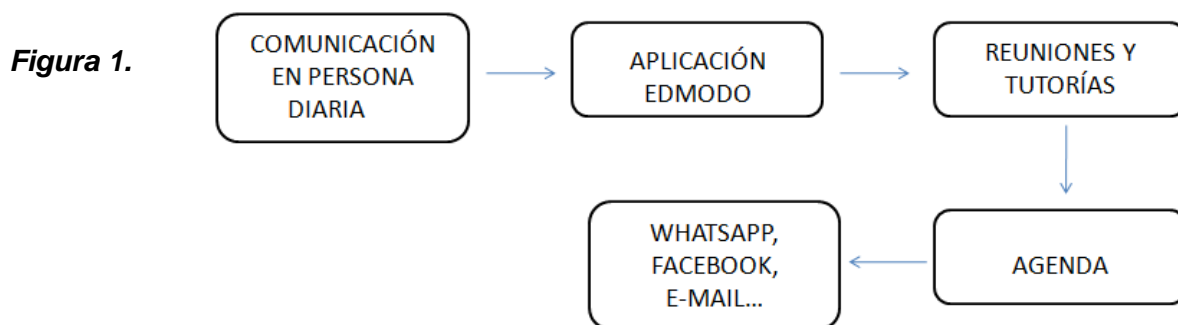 Figura 1.
COMUNICACIÓN
EN PERSONA
DIARIA
APLICACIÓN
EDMODO
REUNIONES Y
TUTORÍAS
AGENDA
WHATSAPP,
FACEBOOK,
E-MAIL...